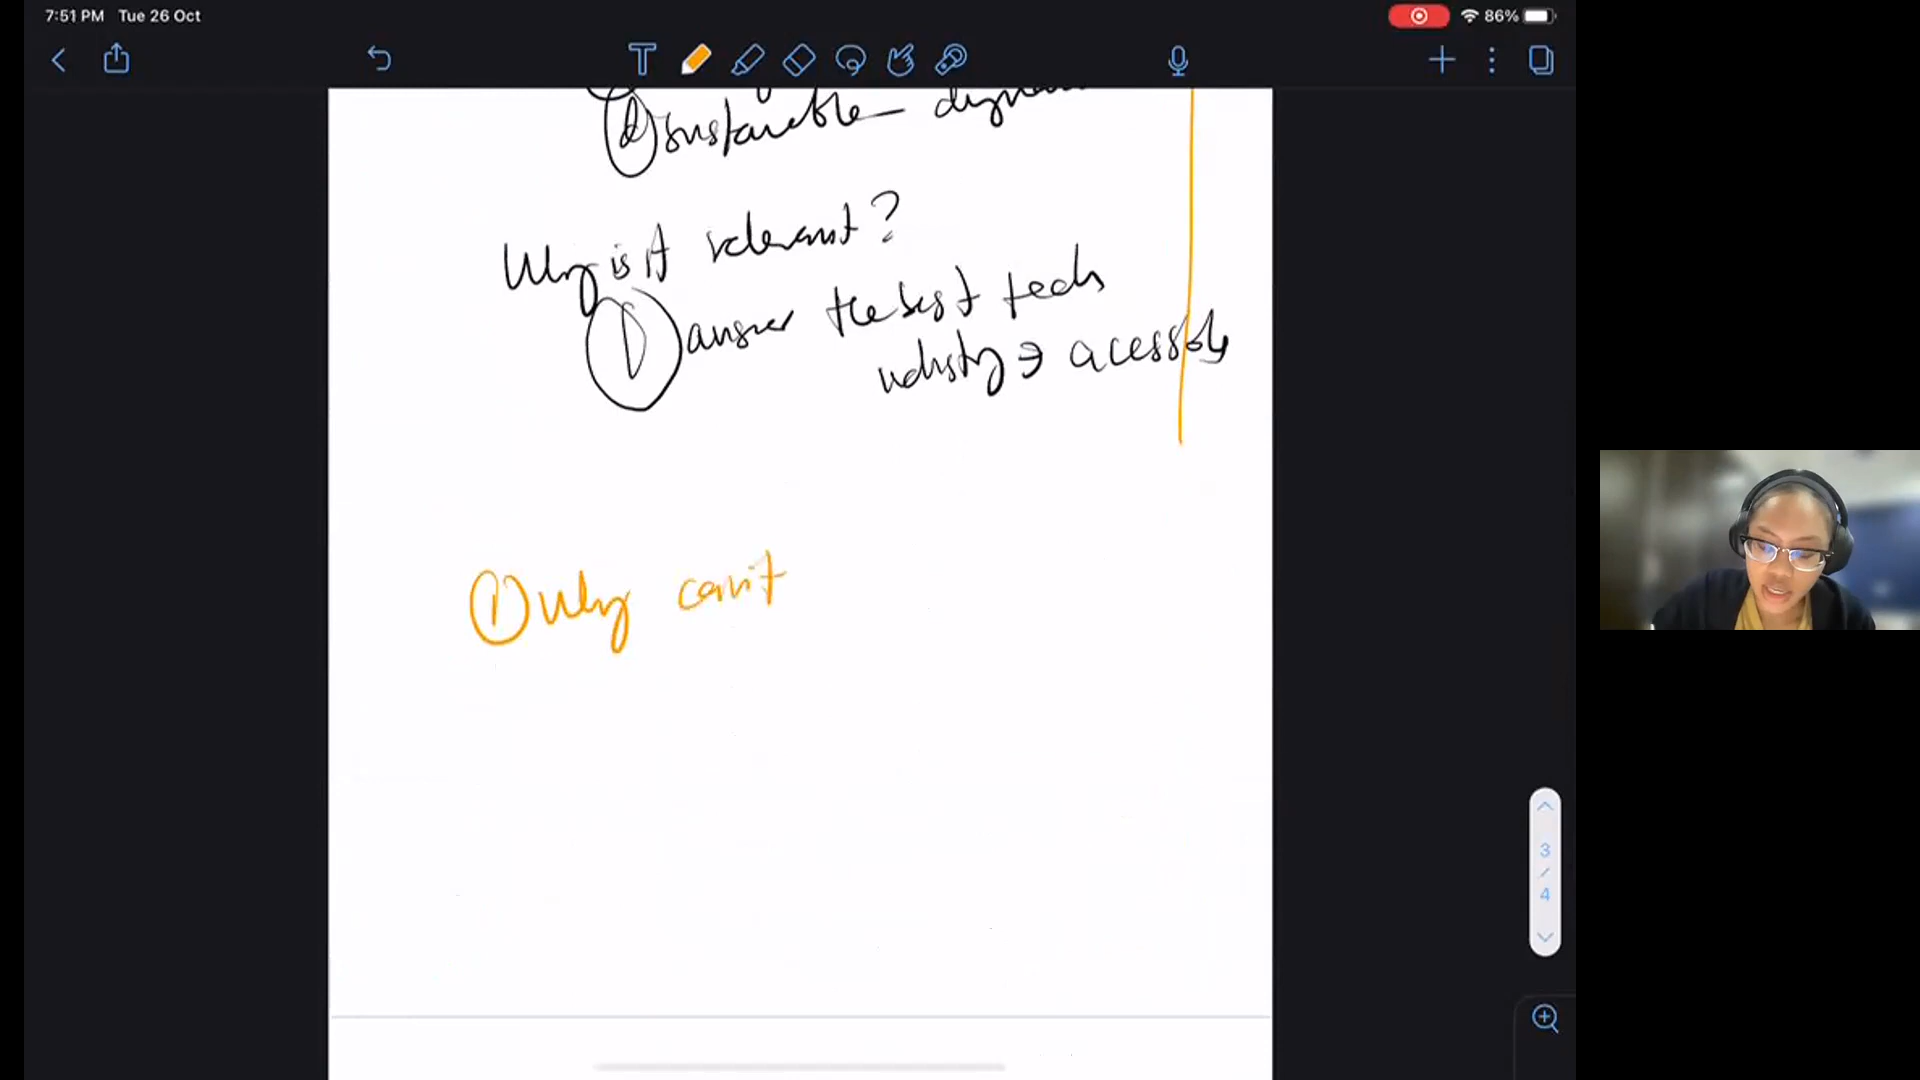 7:51 PM Tue 26 Oct
86%
T
② sustainable
Why is it relevant?
① answer the best tech
industry → acessible
① Why can't
3
/
4